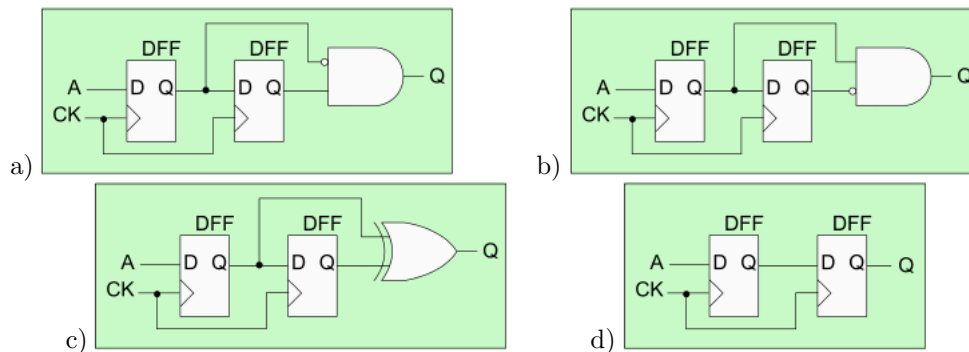 DFF DFF
A D Q D Q Q
CK
a)
DFF DFF
A D Q D Q Q
CK
b)
DFF DFF
A D Q D Q Q
CK
c)
DFF DFF
A D Q D Q Q
CK
d)